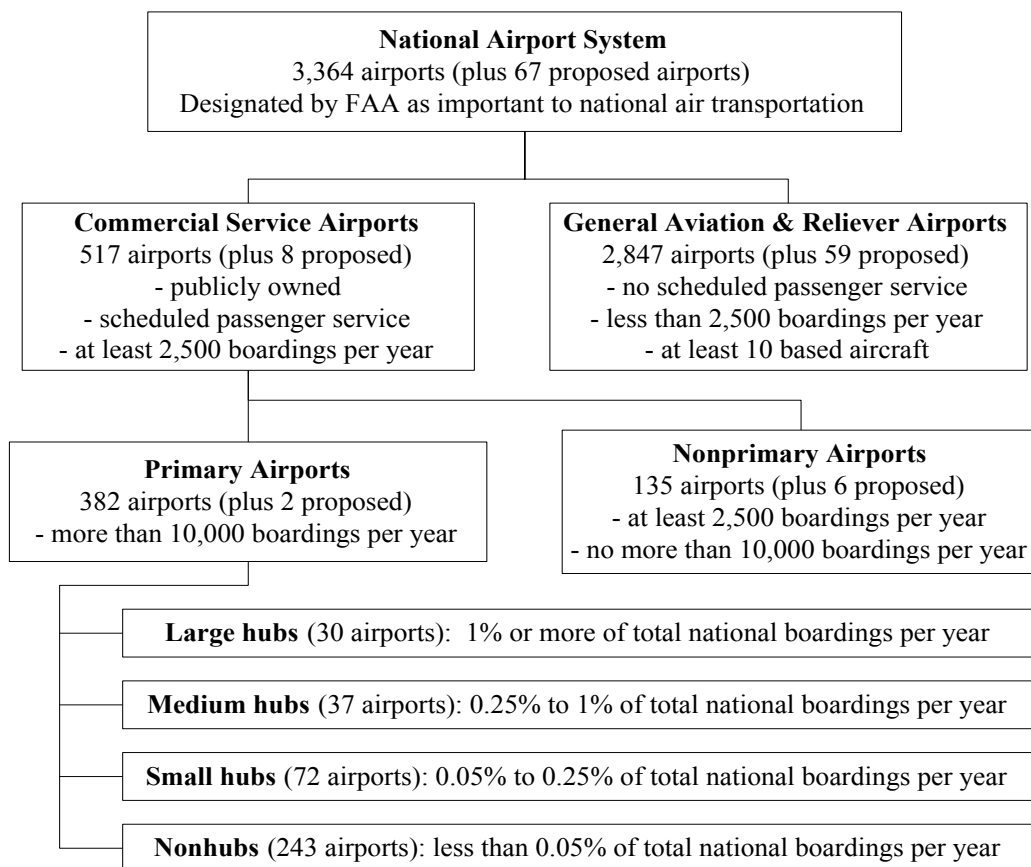 National Airport System
3,364 airports (plus 67 proposed airports)
Designated by FAA as important to national air transportation
Commercial Service Airports
517 airports (plus 8 proposed)
- publicly owned
- scheduled passenger service
- at least 2,500 boardings per year
General Aviation & Reliever Airports
2,847 airports (plus 59 proposed)
- no scheduled passenger service
- less than 2,500 boardings per year
- at least 10 based aircraft
Primary Airports
382 airports (plus 2 proposed)
- more than 10,000 boardings per year
Nonprimary Airports
135 airports (plus 6 proposed)
- at least 2,500 boardings per year
- no more than 10,000 boardings per year
Large hubs (30 airports): 1% or more of total national boardings per year
Medium hubs (37 airports): 0.25% to 1% of total national boardings per year
Small hubs (72 airports): 0.05% to 0.25% of total national boardings per year
Nonhubs (243 airports): less than 0.05% of total national boardings per year